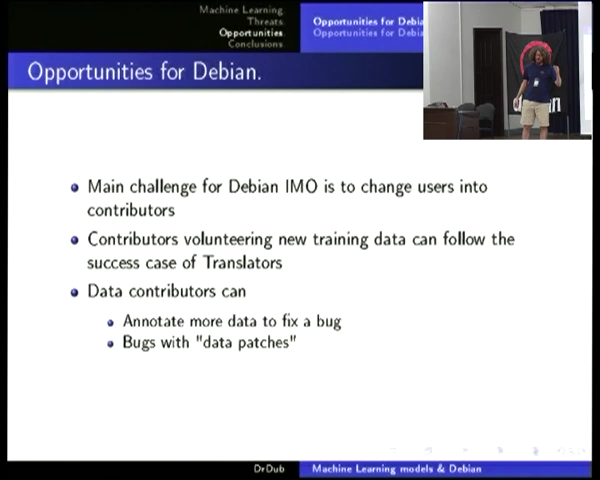 Machine Learning
Threats
Opportunities
Conclusions
Opportunities for Debia
Opportunities for Debia
Opportunities for Debian.
Main challenge for Debian IMO is to change users into
contributors
Contributors volunteering new training data can follow the
success case of Translators
Data contributors can
Annotate more data to fix a bug
Bugs with "data patches"
DrDub
Machine Learning models & Debian